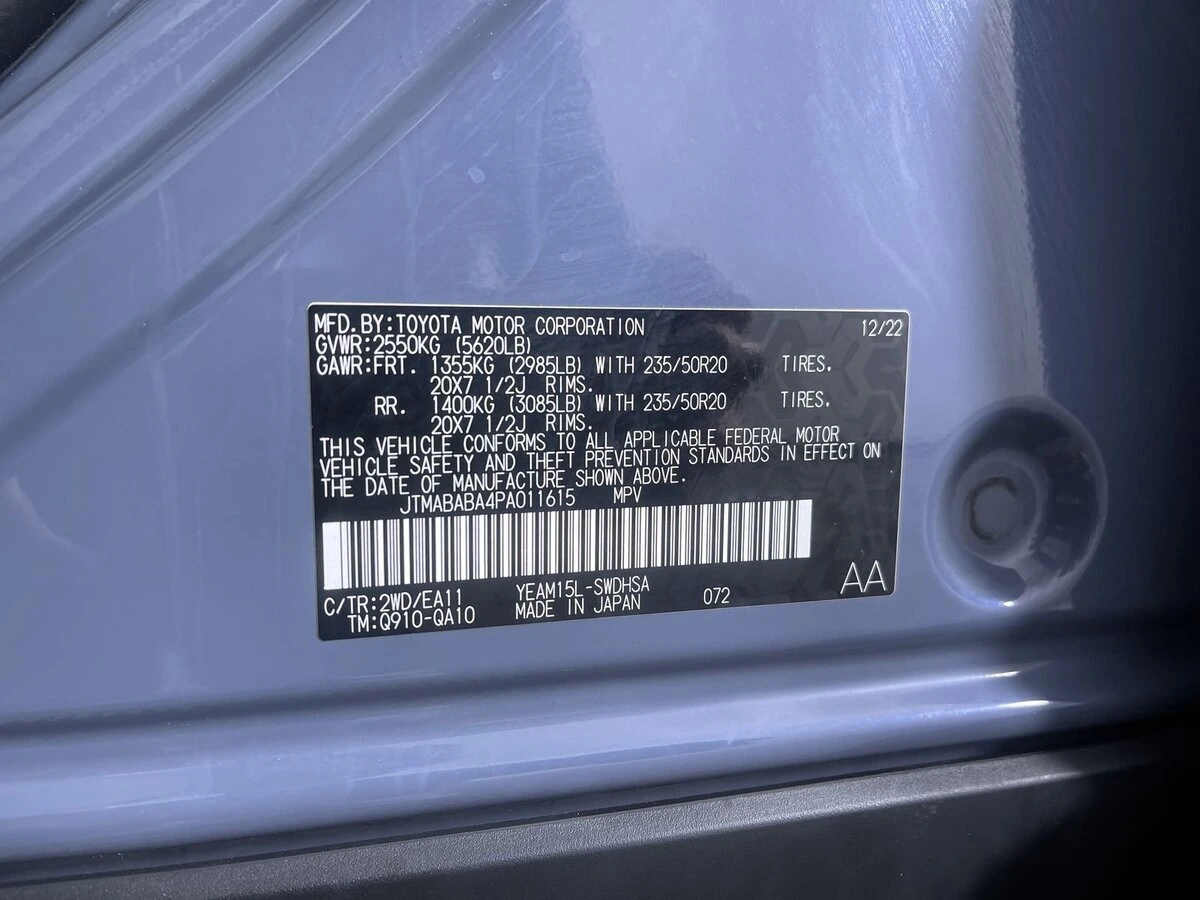 MFD.BY:TOYOTA MOTOR CORPORATION 12/22
GVWR:2550KG (5620LB)
GAWR:FRT. 1355KG (2985LB) WITH 235/50R20 TIRES.
20X7 1/2J RIMS.
RR. 1400KG (3085LB) WITH 235/50R20 TIRES.
20X7 1/2J RIMS.
THIS VEHICLE CONFORMS TO ALL APPLICABLE FEDERAL MOTOR
VEHICLE SAFETY AND THEFT PREVENTION STANDARDS IN EFFECT ON
THE DATE OF MANUFACTURE SHOWN ABOVE.
JTMABABA4PA011615 MPV
C/TR:2WD/EA11 YEAM15L-SWDHSA 072 AA
TM:Q910-QA10 MADE IN JAPAN